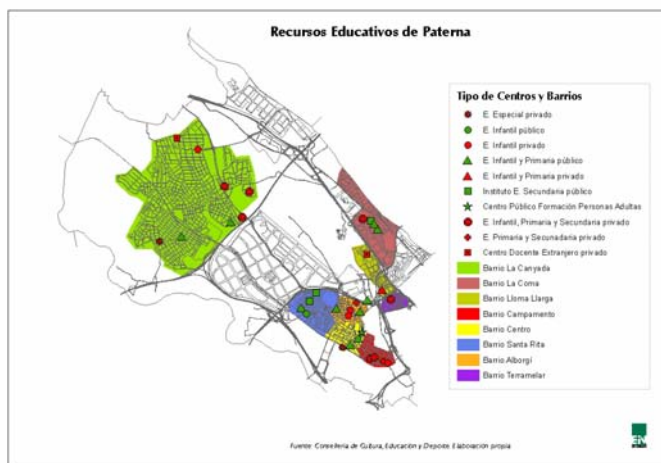 Recursos Educativos de Paterna
Tipo de Centros y Barrios
E. Especial privado
E. Infantil público
E. Infantil privado
E. Infantil y Primaria público
E. Infantil y Primaria privado
Instituto E. Secundaria público
Centro Público Formación Personas Adultas
E. Infantil, Primaria y Secundaria privado
E. Primaria y Secunadaria privado
Centro Docente Extranjero privado
Barrio La Canyada
Barrio La Coma
Barrio Lloma Llarga
Barrio Campamento
Barrio Centro
Barrio Santa Rita
Barrio Alborgí
Barrio Terramelar
Fuente: Conselleria de Cultura, Educación y Deporte. Elaboración propia.